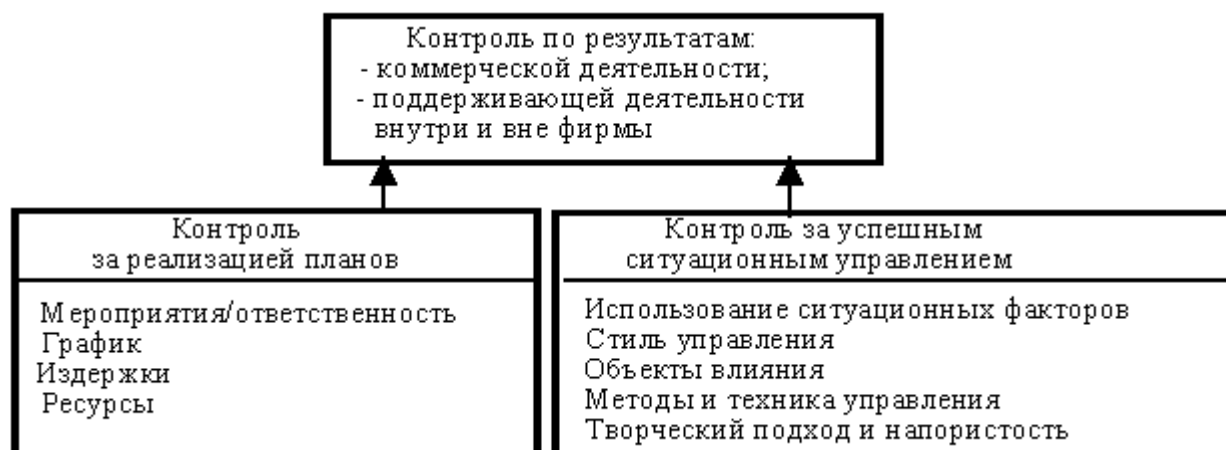 Контроль по результатам:
- коммерческой деятельности;
- поддерживающей деятельности
внутри и вне фирмы
Контроль
за реализацией планов
Мероприятия/ответственность
График
Издержки
Ресурсы
Контроль за успешным
ситуационным управлением
Использование ситуационных факторов
Стиль управления
Объекты влияния
Методы и техника управления
Творческий подход и напористость